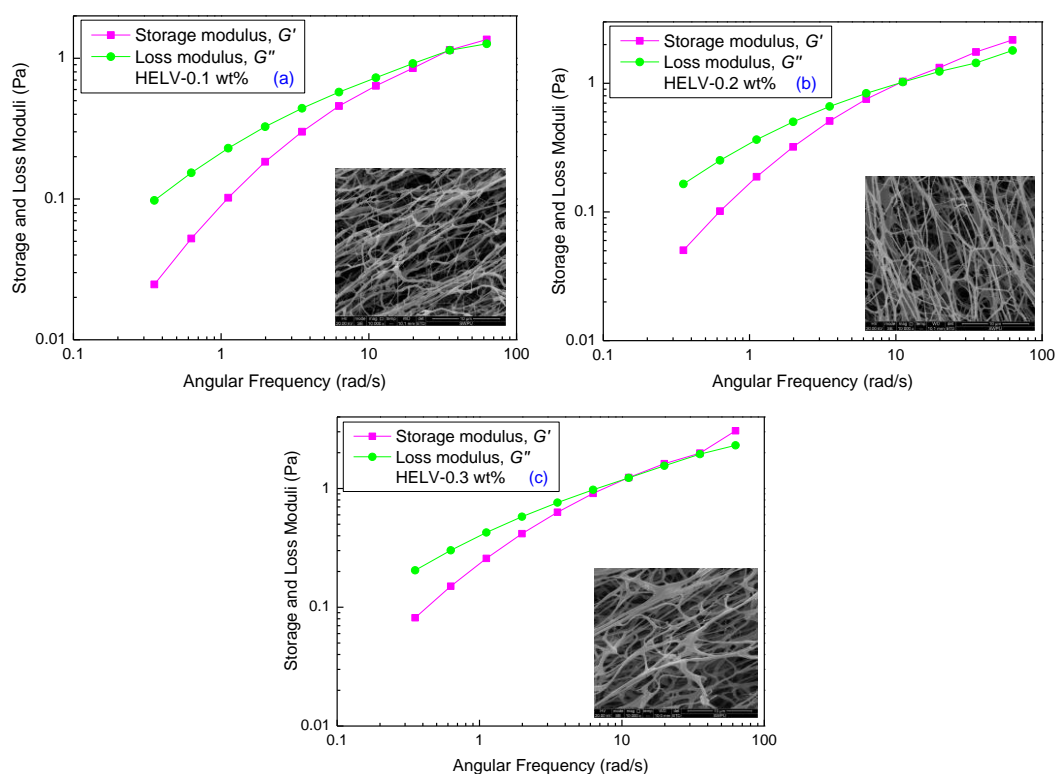 Storage modulus, G'
Loss modulus, G"
HELV-0.1 wt% (a)
Storage and Loss Moduli (Pa)
1
0.1
0.01
0.1
1
10
100
Angular Frequency (rad/s)
Storage modulus, G'
Loss modulus, G"
HELV-0.2 wt% (b)
Storage and Loss Moduli (Pa)
1
0.1
0.01
0.1
1
10
100
Angular Frequency (rad/s)
Storage modulus, G'
Loss modulus, G"
HELV-0.3 wt% (c)
Storage and Loss Moduli (Pa)
1
0.1
0.01
0.1
1
10
100
Angular Frequency (rad/s)